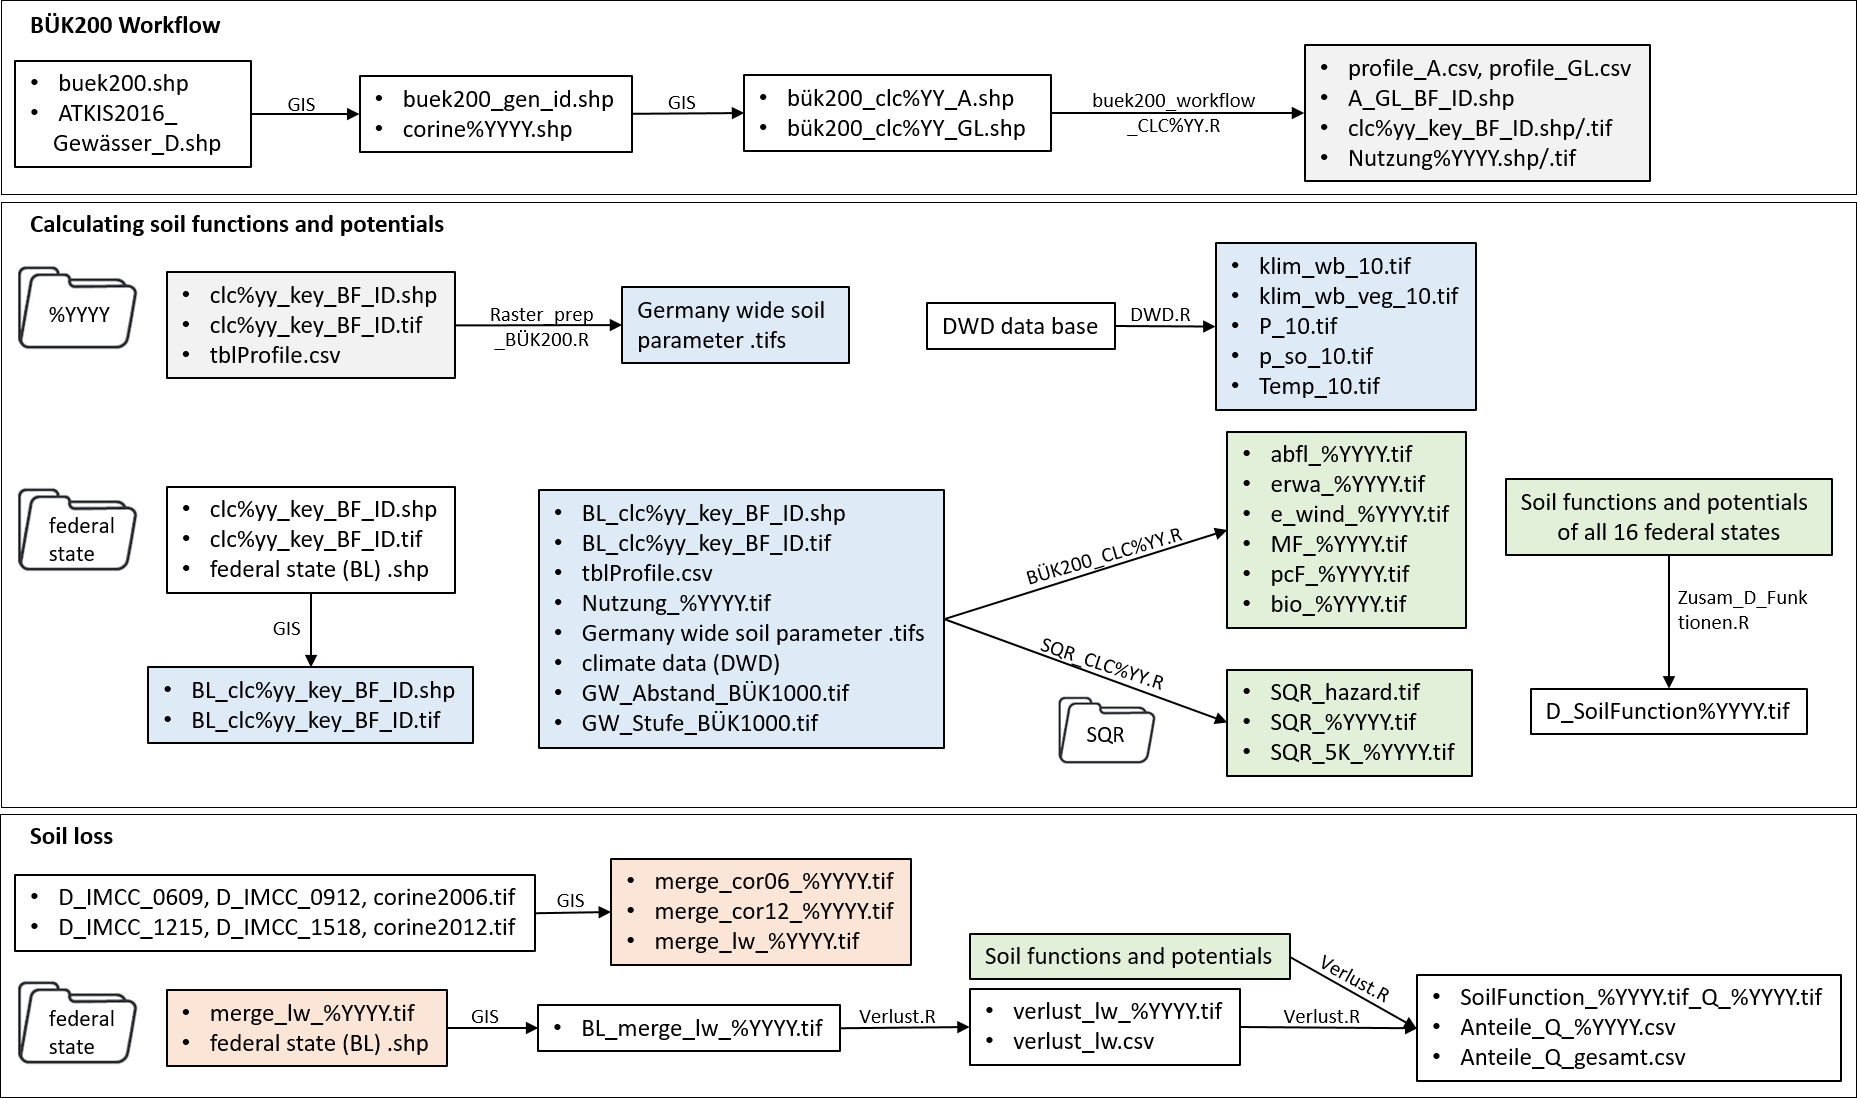 BÜK200 Workflow
• buek200.shp
• ATKIS2016_
Gewässer_D.shp
GIS
• buek200_gen_id.shp
• corine%YYYY.shp
GIS
• bük200_clc%YY_A.shp
• bük200_clc%YY_GL.shp
buek200_workflow
_CLC%YY.R
• profile_A.csv, profile_GL.csv
• A_GL_BF_ID.shp
• clc%yy_key_BF_ID.shp/.tif
• Nutzung%YYYY.shp/.tif
Calculating soil functions and potentials
%YYYY
• clc%yy_key_BF_ID.shp
• clc%yy_key_BF_ID.tif
• tblProfile.csv
Raster_prep
_BÜK200.R
Germany wide soil
parameter .tifs
DWD data base
DWD.R
• klim_wb_10.tif
• klim_wb_veg_10.tif
• P_10.tif
• p_so_10.tif
• Temp_10.tif
federal
state
• clc%yy_key_BF_ID.shp
• clc%yy_key_BF_ID.tif
• federal state (BL) .shp
GIS
• BL_clc%yy_key_BF_ID.shp
• BL_clc%yy_key_BF_ID.tif
• BL_clc%yy_key_BF_ID.shp
• BL_clc%yy_key_BF_ID.tif
• tblProfile.csv
• Nutzung_%YYYY.tif
• Germany wide soil parameter .tifs
• climate data (DWD)
• GW_Abstand_BÜK1000.tif
• GW_Stufe_BÜK1000.tif
BÜK200_CLC%YY.R
• abfl_%YYYY.tif
• erwa_%YYYY.tif
• e_wind_%YYYY.tif
• MF_%YYYY.tif
• pcF_%YYYY.tif
• bio_%YYYY.tif
SQR_CLC%YY.R
SQR
• SQR_hazard.tif
• SQR_%YYYY.tif
• SQR_5K_%YYYY.tif
Soil functions and potentials
of all 16 federal states
Zusam_D_Funk
tionen.R
D_SoilFunction%YYYY.tif
Soil loss
• D_IMCC_0609, D_IMCC_0912, corine2006.tif
• D_IMCC_1215, D_IMCC_1518, corine2012.tif
GIS
• merge_cor06_%YYYY.tif
• merge_cor12_%YYYY.tif
• merge_lw_%YYYY.tif
federal
state
• merge_lw_%YYYY.tif
• federal state (BL) .shp
GIS
• BL_merge_lw_%YYYY.tif
Verlust.R
Soil functions and potentials
Verlust.R
• verlust_lw_%YYYY.tif
• verlust_lw.csv
Verlust.R
• SoilFunction_%YYYY.tif_Q_%YYYY.tif
• Anteile_Q_%YYYY.csv
• Anteile_Q_gesamt.csv